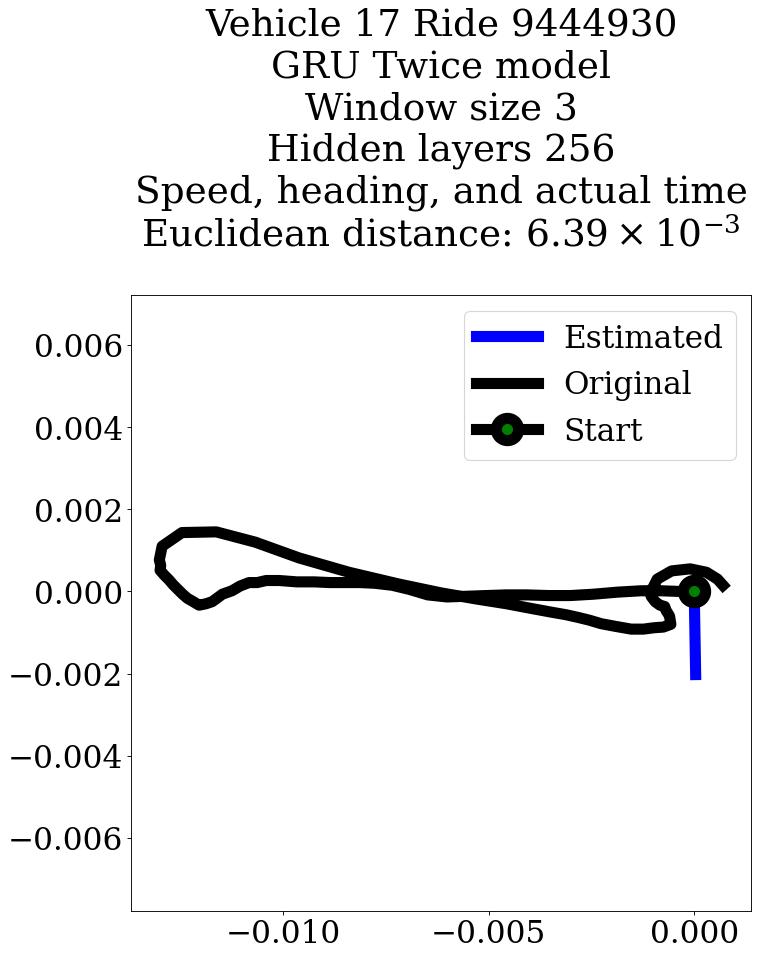 Vehicle 17 Ride 9444930
GRU Twice model
Window size 3
Hidden layers 256
Speed, heading, and actual time
Euclidean distance: 6.39 × 10⁻³
Estimated
Original
Start
0.006
0.004
0.002
0.000
−0.002
−0.004
−0.006
−0.010 −0.005 0.000